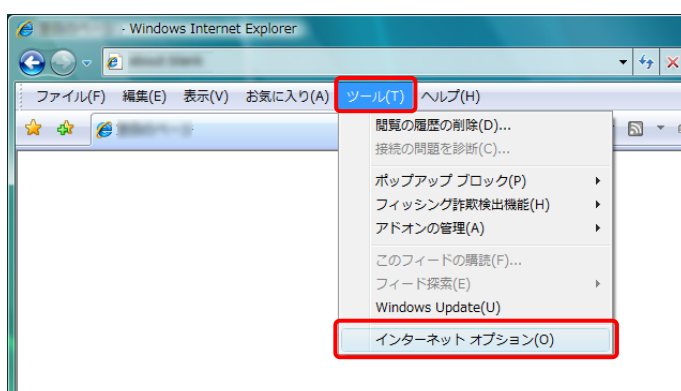 - Windows Internet Explorer
ファイル(F) 編集(E) 表示(V) お気に入り(A) ツール(T) ヘルプ(H)
閲覧の履歴の削除(D)...
接続の問題を診断(C)...
ポップアップ ブロック(P)
フィッシング詐欺検出機能(H)
アドオンの管理(A)
このフィードの購読(F)...
フィード探索(E)
Windows Update(U)
インターネット オプション(O)